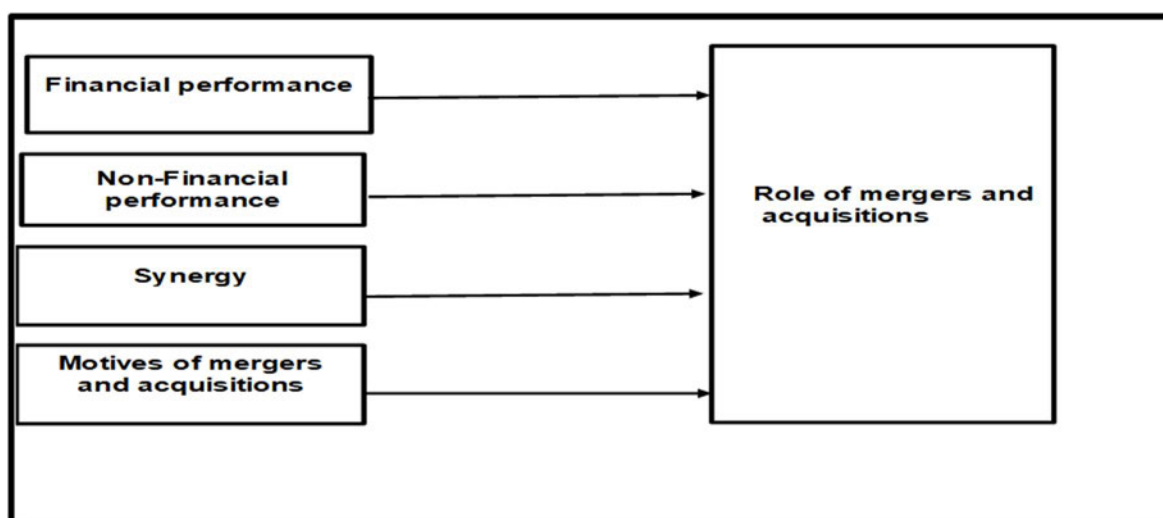 Financial performance
Non-Financial
performance
Synergy
Motives of mergers
and acquisitions
Role of mergers and
acquisitions